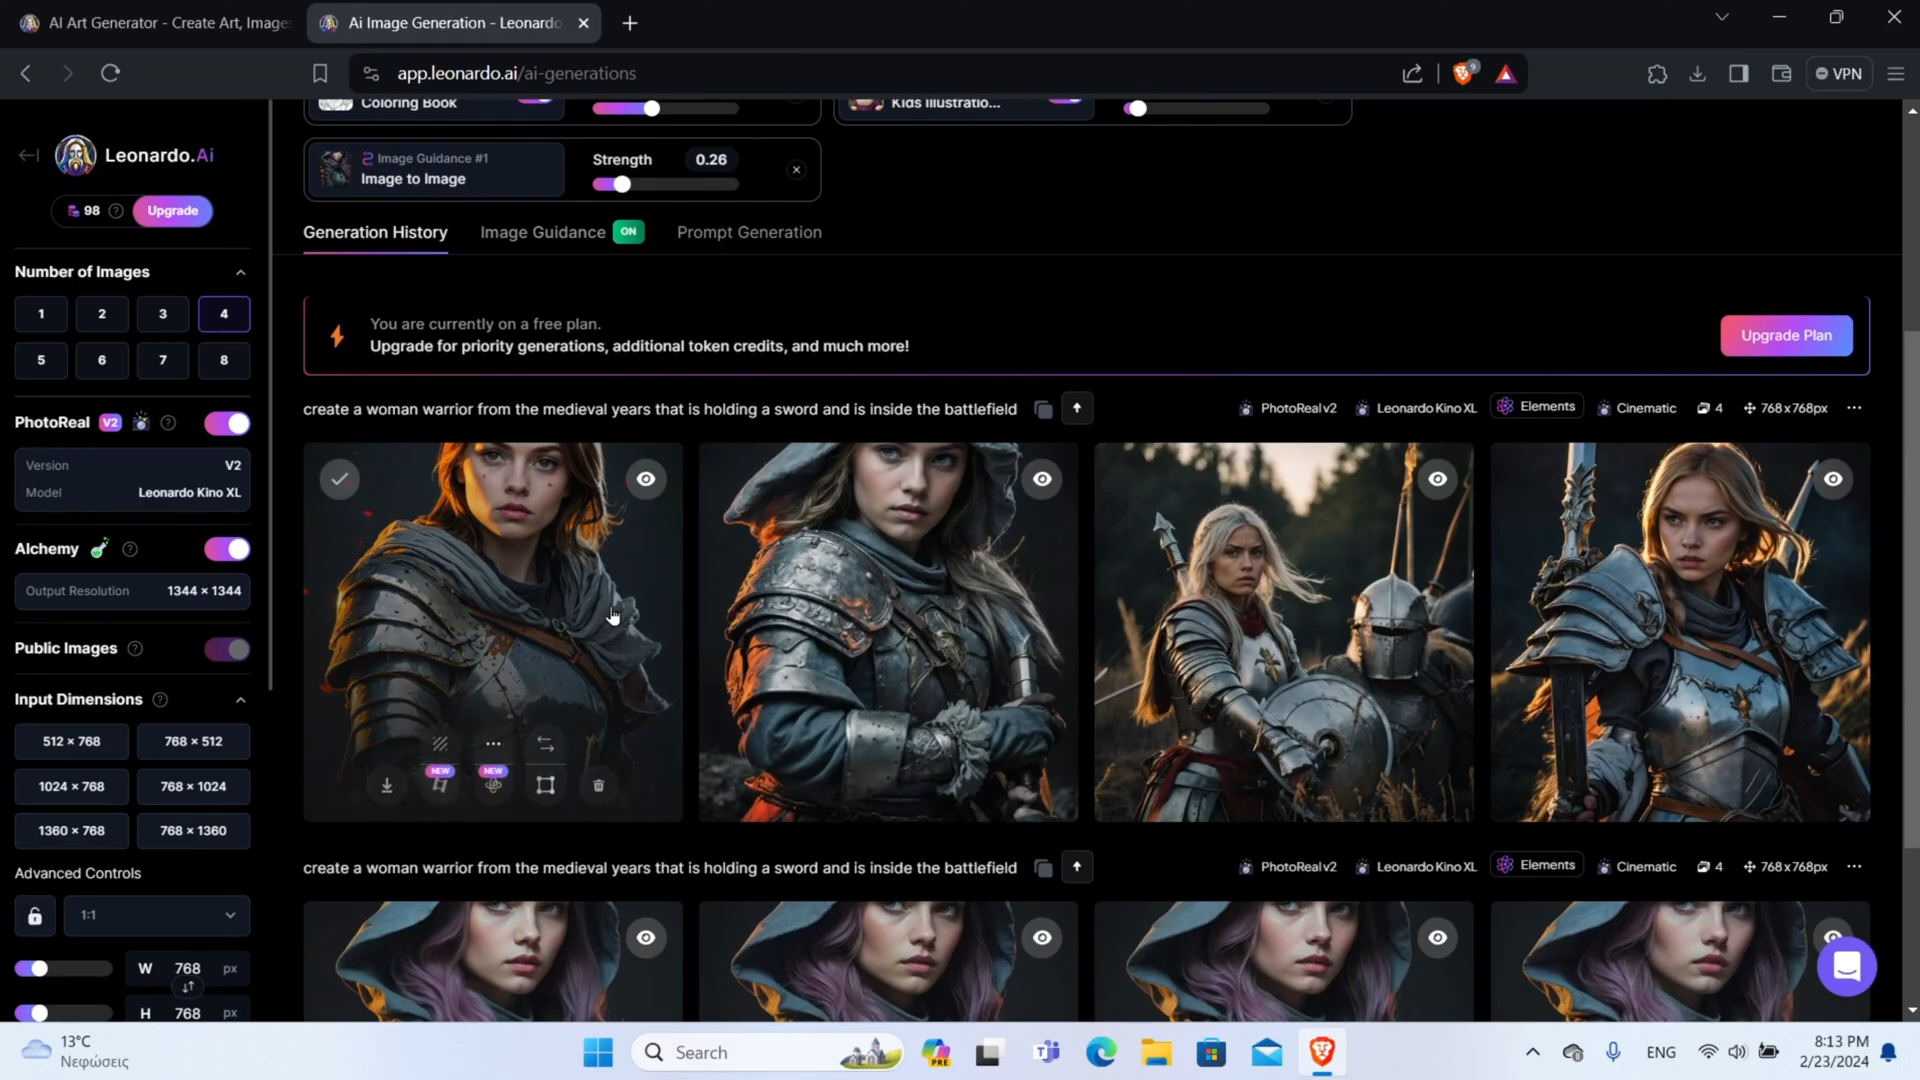 AI Art Generator - Create Art, Images
Ai Image Generation - Leonardo
app.leonardo.ai/ai-generations
9
VPN
Leonardo.Ai
98
Upgrade
Number of Images
1 2 3 4
5 6 7 8
PhotoReal V2
Version V2
Model Leonardo Kino XL
Alchemy
Output Resolution 1344 × 1344
Public Images
Input Dimensions
512 × 768 768 × 512
1024 × 768 768 × 1024
1360 × 768 768 × 1360
Advanced Controls
1:1
W 768 px
H 768 px
Coloring Book
Kids Illustratio...
Image Guidance #1
Image to Image
Strength 0.26
Generation History Image Guidance ON Prompt Generation
You are currently on a free plan.
Upgrade for priority generations, additional token credits, and much more!
Upgrade Plan
create a woman warrior from the medieval years that is holding a sword and is inside the battlefield
PhotoReal v2 Leonardo Kino XL Elements Cinematic 4 768x768px
NEW NEW
create a woman warrior from the medieval years that is holding a sword and is inside the battlefield
PhotoReal v2 Leonardo Kino XL Elements Cinematic 4 768x768px
13°C
Νεφώσεις
Search
PRE
ENG
8:13 PM
2/23/2024